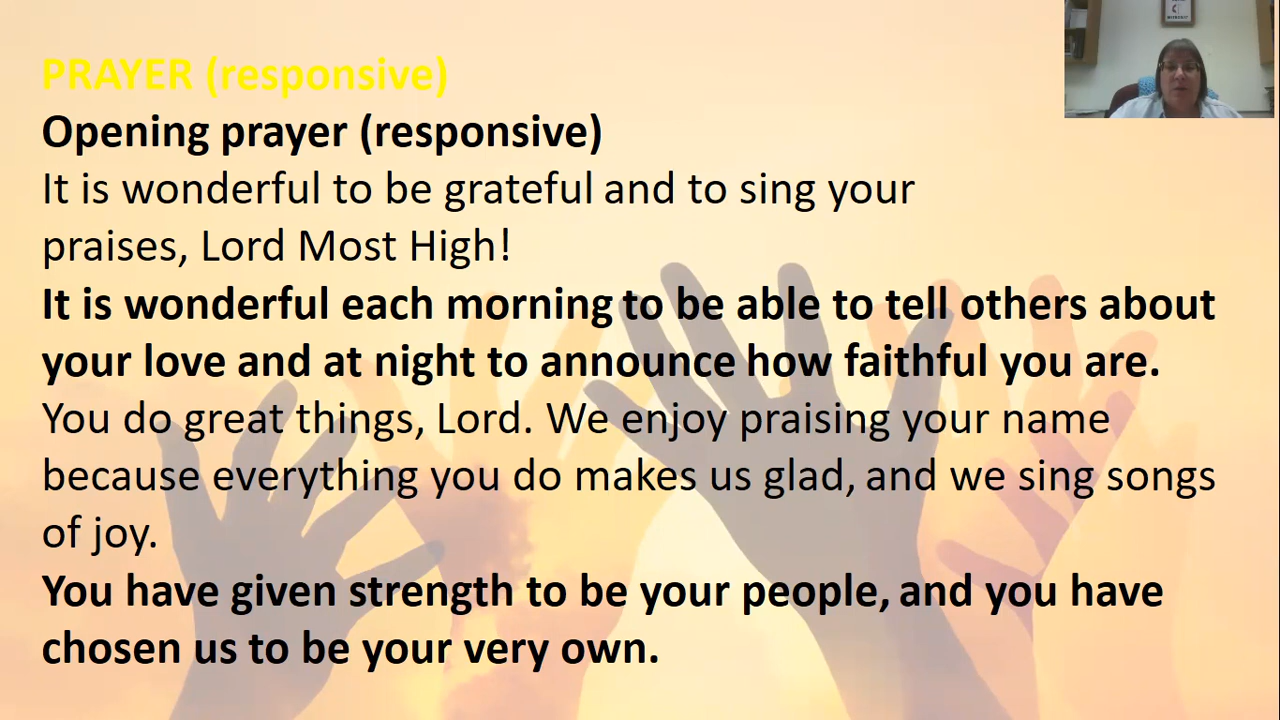 PRAYER (responsive)
Opening prayer (responsive)
It is wonderful to be grateful and to sing your
praises, Lord Most High!
It is wonderful each morning to be able to tell others about
your love and at night to announce how faithful you are.
You do great things, Lord. We enjoy praising your name
because everything you do makes us glad, and we sing songs
of joy.
You have given strength to be your people, and you have
chosen us to be your very own.